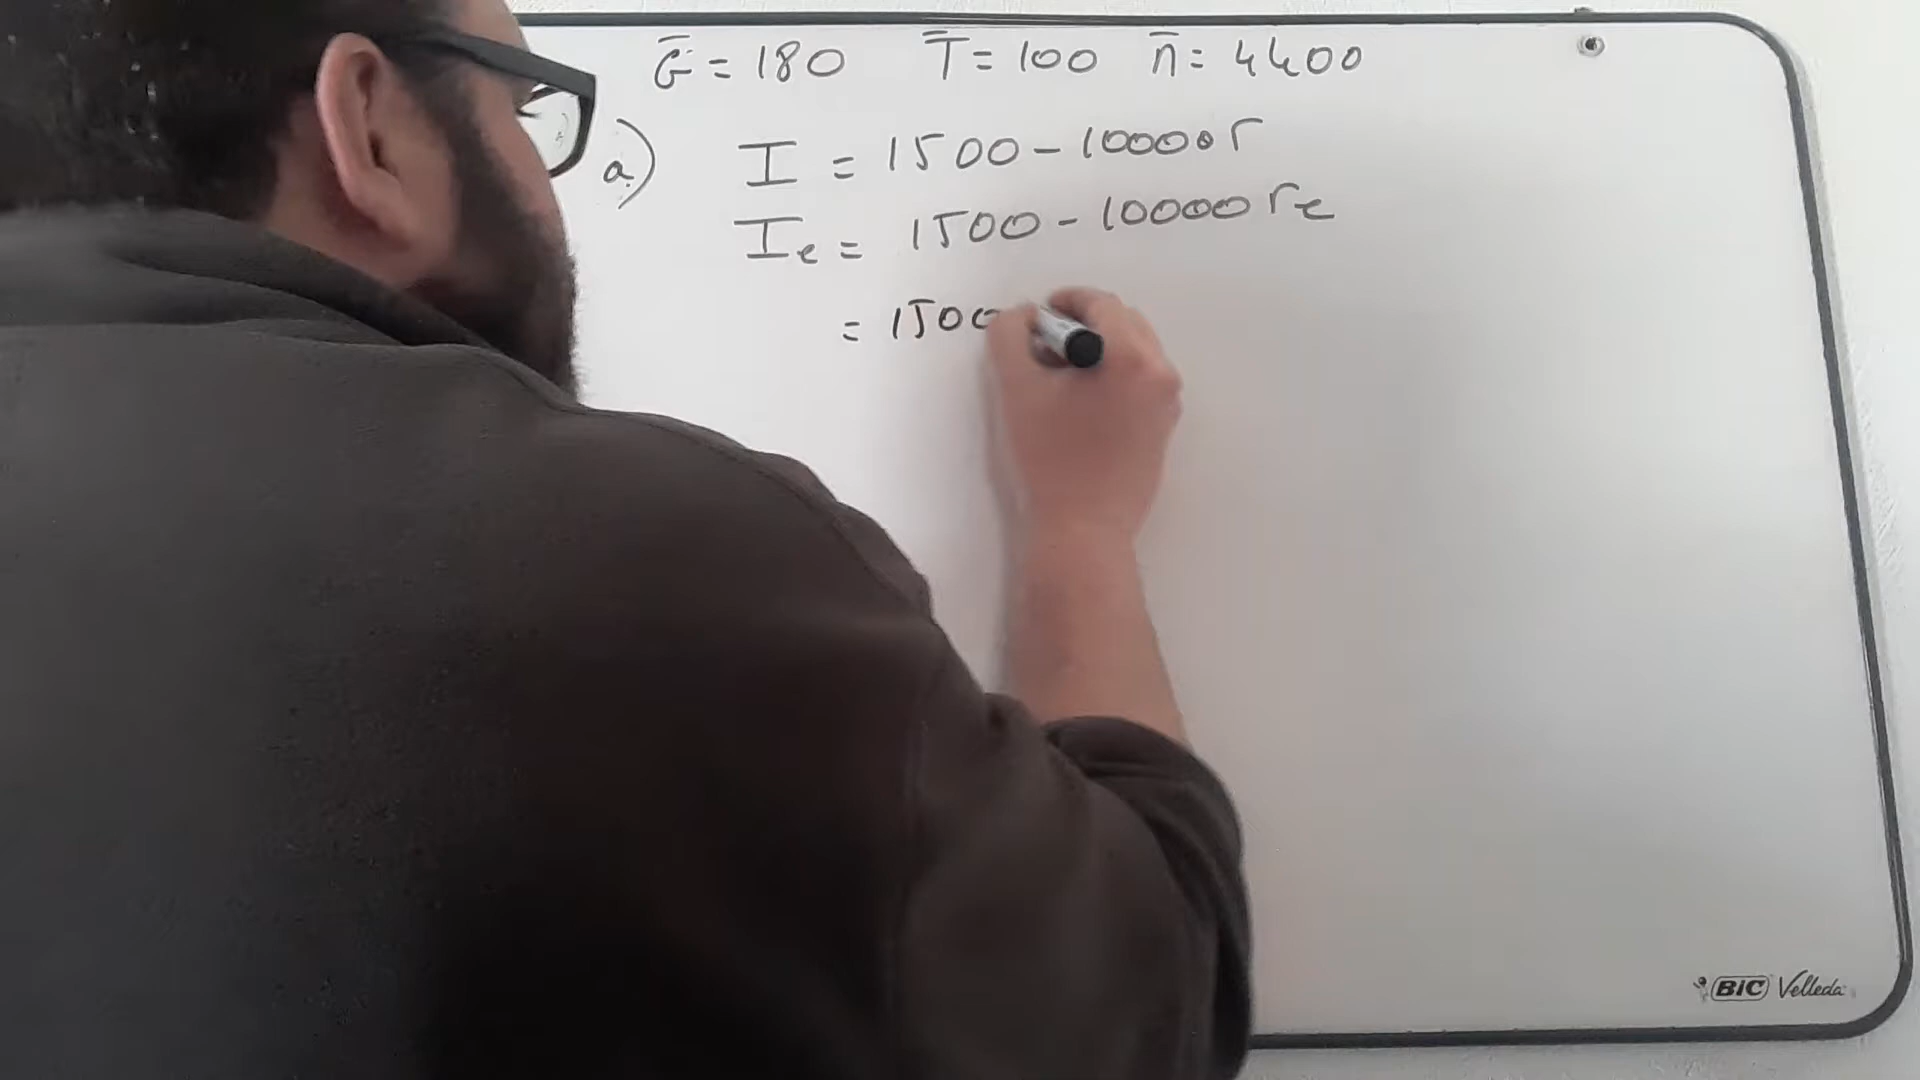 Ḡ = 180 T̄ = 100 n̄ = 4400
a) I = 1500 - 10000 r
Ie = 1500 - 10000 re
= 1500
BIC Velleda